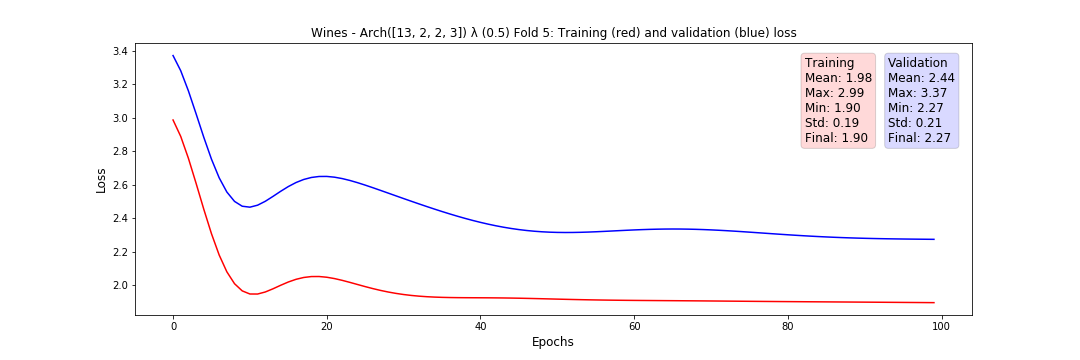 Wines - Arch([13, 2, 2, 3]) λ (0.5) Fold 5: Training (red) and validation (blue) loss
Loss
3.4
3.2
3.0
2.8
2.6
2.4
2.2
2.0
Training
Mean: 1.98
Max: 2.99
Min: 1.90
Std: 0.19
Final: 1.90
Validation
Mean: 2.44
Max: 3.37
Min: 2.27
Std: 0.21
Final: 2.27
0 20 40 60 80 100
Epochs